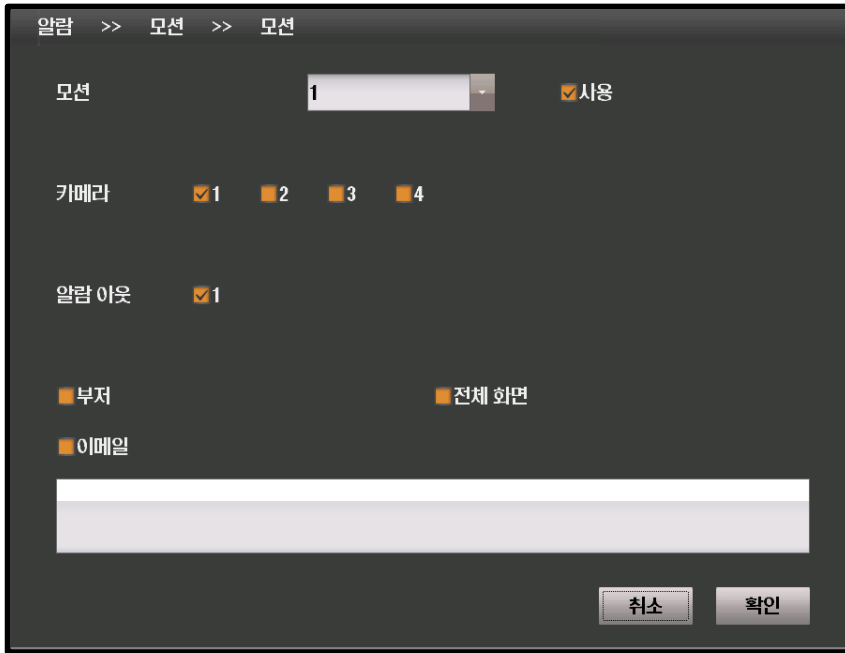 알람 >> 모션 >> 모션
모션 1 사용
카메라 1 2 3 4
알람 아웃 1
부저 전체 화면
이메일
취소 확인